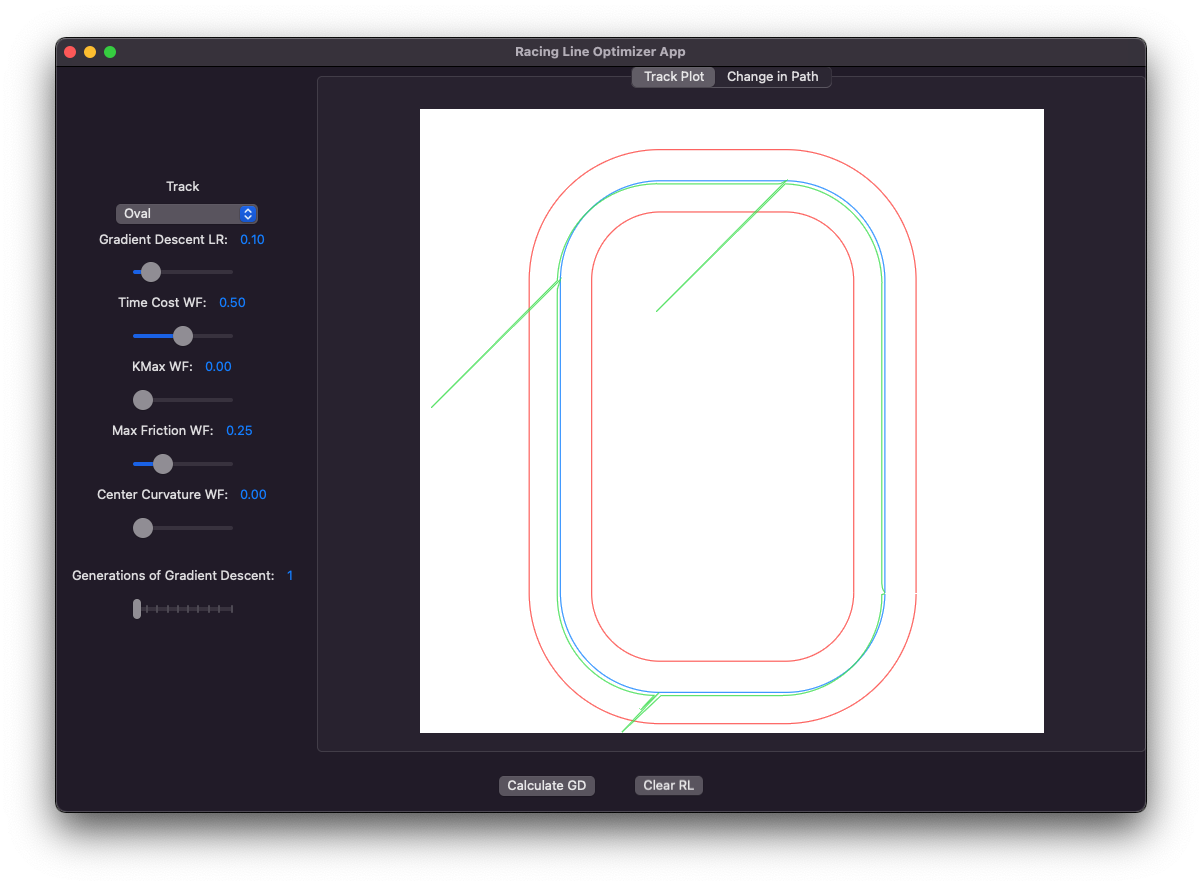 Racing Line Optimizer App
Track Plot Change in Path
Track
Oval
Gradient Descent LR: 0.10
Time Cost WF: 0.50
KMax WF: 0.00
Max Friction WF: 0.25
Center Curvature WF: 0.00
Generations of Gradient Descent: 1
Calculate GD Clear RL